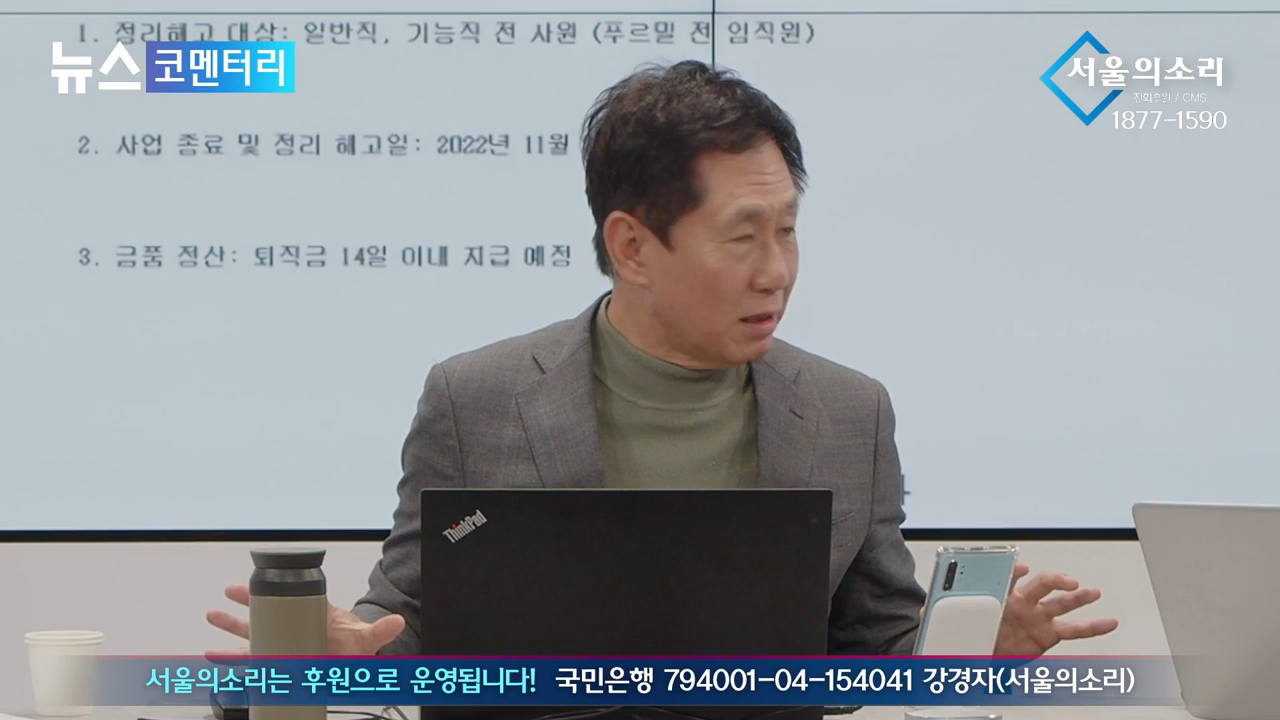 1. 정리해고 대상: 일반직, 기능직 전 사원 (푸르밀 전 임직원)
뉴스 코멘터리
서울의소리
전화후원 / CMS
1877-1590
2. 사업 종료 및 정리 해고일: 2022년 11월
3. 금품 정산: 퇴직금 14일 이내 지급 예정
ThinkPad
서울의소리는 후원으로 운영됩니다! 국민은행 794001-04-154041 강경자(서울의소리)